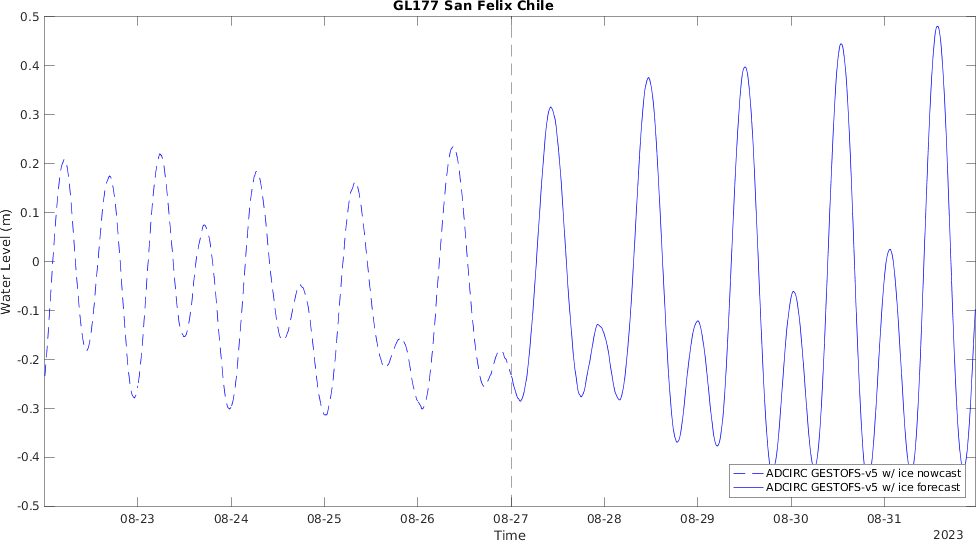 GL177 San Felix Chile
0.5
0.4
0.3
0.2
0.1
0
-0.1
-0.2
-0.3
-0.4
-0.5
Water Level (m)
ADCIRC GESTOFS-v5 w/ ice nowcast
ADCIRC GESTOFS-v5 w/ ice forecast
08-23 08-24 08-25 08-26 08-27 08-28 08-29 08-30 08-31
Time
2023